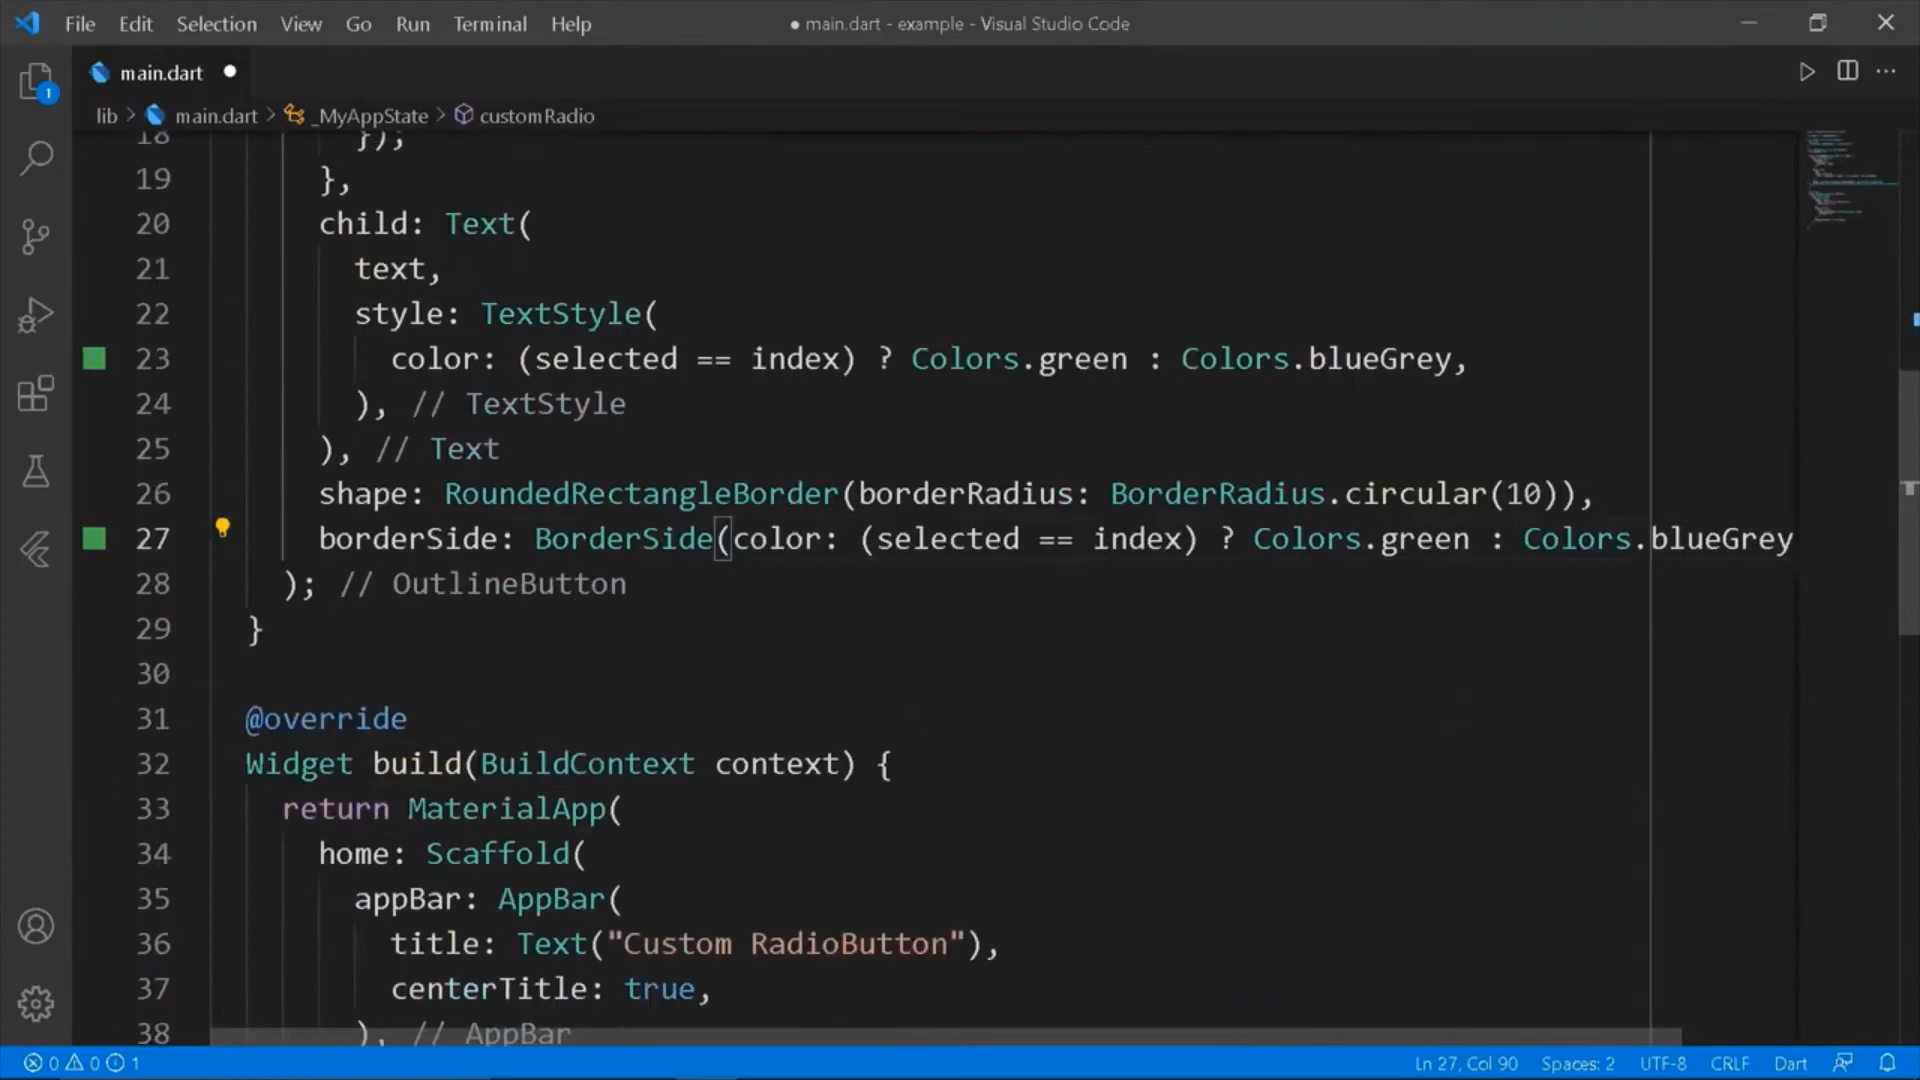 File Edit Selection View Go Run Terminal Help ● main.dart - example - Visual Studio Code
main.dart ●
lib > main.dart > _MyAppState > customRadio
1
18 });
19 },
20 child: Text(
21 text,
22 style: TextStyle(
23 color: (selected == index) ? Colors.green : Colors.blueGrey,
24 ), // TextStyle
25 ), // Text
26 shape: RoundedRectangleBorder(borderRadius: BorderRadius.circular(10)),
27 borderSide: BorderSide(color: (selected == index) ? Colors.green : Colors.blueGrey
28 ); // OutlineButton
29 }
30
31 @override
32 Widget build(BuildContext context) {
33 return MaterialApp(
34 home: Scaffold(
35 appBar: AppBar(
36 title: Text("Custom RadioButton"),
37 centerTitle: true,
38 ), // AppBar
0 0 1 Ln 27, Col 90 Spaces: 2 UTF-8 CRLF Dart